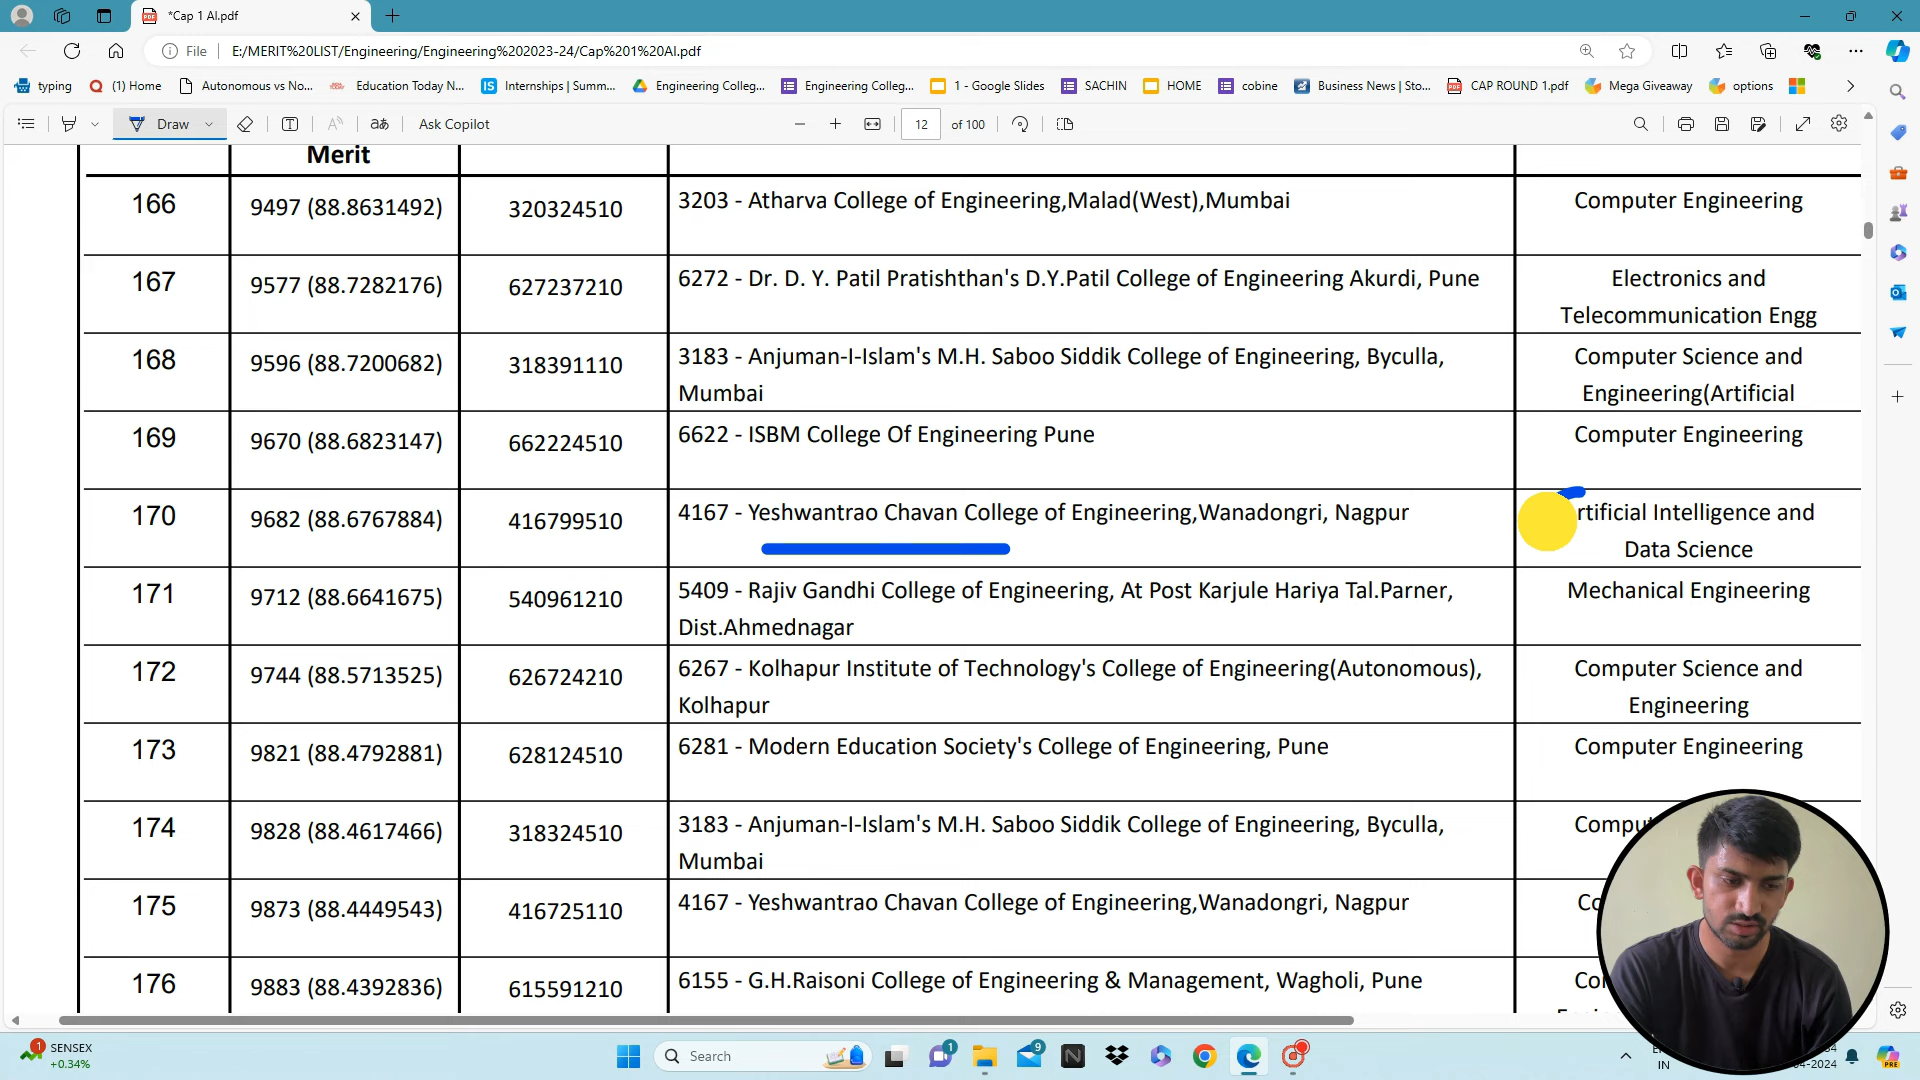 *Cap 1 AI.pdf
File
E:/MERIT%20LIST/Engineering/Engineering%202023-24/Cap%201%20AI.pdf
typing
(1) Home
Autonomous vs No...
Education Today N...
Internships | Summ...
Engineering Colleg...
Engineering Colleg...
1 - Google Slides
SACHIN
HOME
cobine
Business News | Sto...
CAP ROUND 1.pdf
Mega Giveaway
options
Draw
Ask Copilot
12 of 100
Merit
166 9497 (88.8631492) 320324510 3203 - Atharva College of Engineering,Malad(West),Mumbai Computer Engineering
167 9577 (88.7282176) 627237210 6272 - Dr. D. Y. Patil Pratishthan's D.Y.Patil College of Engineering Akurdi, Pune Electronics and
Telecommunication Engg
168 9596 (88.7200682) 318391110 3183 - Anjuman-I-Islam's M.H. Saboo Siddik College of Engineering, Byculla, Computer Science and
Mumbai Engineering(Artificial
169 9670 (88.6823147) 662224510 6622 - ISBM College Of Engineering Pune Computer Engineering
170 9682 (88.6767884) 416799510 4167 - Yeshwantrao Chavan College of Engineering,Wanadongri, Nagpur rtificial Intelligence and
Data Science
171 9712 (88.6641675) 540961210 5409 - Rajiv Gandhi College of Engineering, At Post Karjule Hariya Tal.Parner, Mechanical Engineering
Dist.Ahmednagar
172 9744 (88.5713525) 626724210 6267 - Kolhapur Institute of Technology's College of Engineering(Autonomous), Computer Science and
Kolhapur Engineering
173 9821 (88.4792881) 628124510 6281 - Modern Education Society's College of Engineering, Pune Computer Engineering
174 9828 (88.4617466) 318324510 3183 - Anjuman-I-Islam's M.H. Saboo Siddik College of Engineering, Byculla,
Mumbai
175 9873 (88.4449543) 416725110 4167 - Yeshwantrao Chavan College of Engineering,Wanadongri, Nagpur
176 9883 (88.4392836) 615591210 6155 - G.H.Raisoni College of Engineering & Management, Wagholi, Pune
1 SENSEX
+0.34%
Search
1
9
IN
-2024
PRE